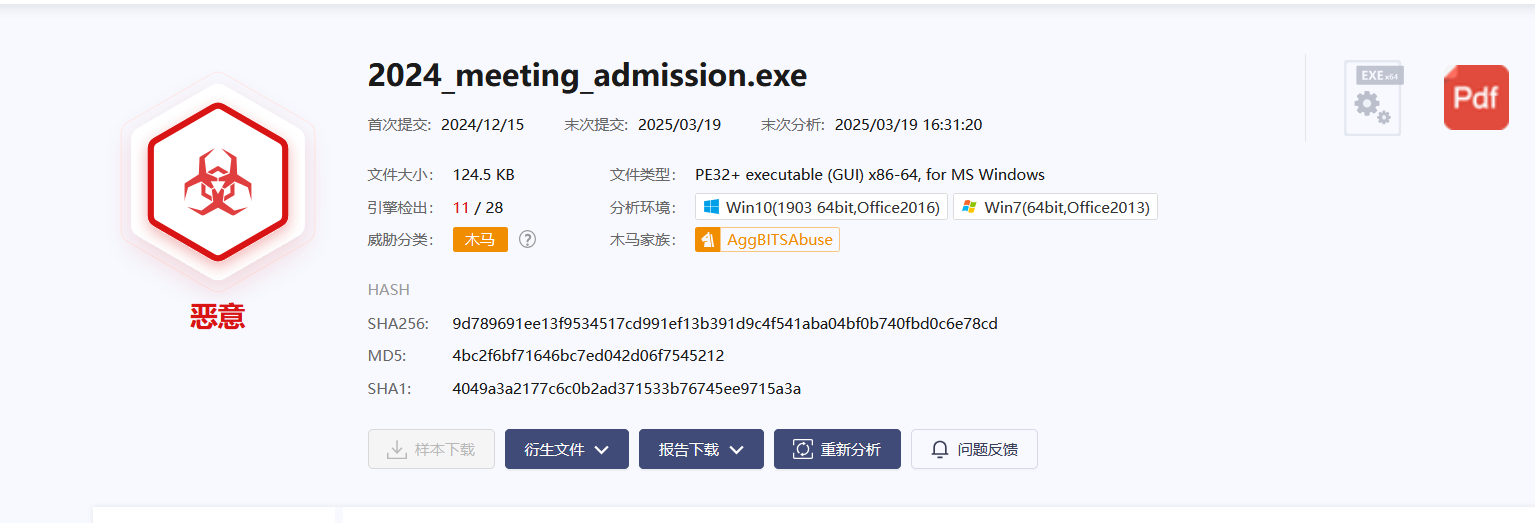 2024_meeting_admission.exe
首次提交: 2024/12/15 末次提交: 2025/03/19 末次分析: 2025/03/19 16:31:20
EXE x64
Pdf
文件大小: 124.5 KB 文件类型: PE32+ executable (GUI) x86-64, for MS Windows
引擎检出: 11 / 28 分析环境: Win10(1903 64bit,Office2016) Win7(64bit,Office2013)
威胁分类: 木马 ? 木马家族: AggBITSAbuse
恶意
HASH
SHA256: 9d789691ee13f9534517cd991ef13b391d9c4f541aba04bf0b740fbd0c6e78cd
MD5: 4bc2f6bf71646bc7ed042d06f7545212
SHA1: 4049a3a2177c6c0b2ad371533b76745ee9715a3a
样本下载 衍生文件 报告下载 重新分析 问题反馈